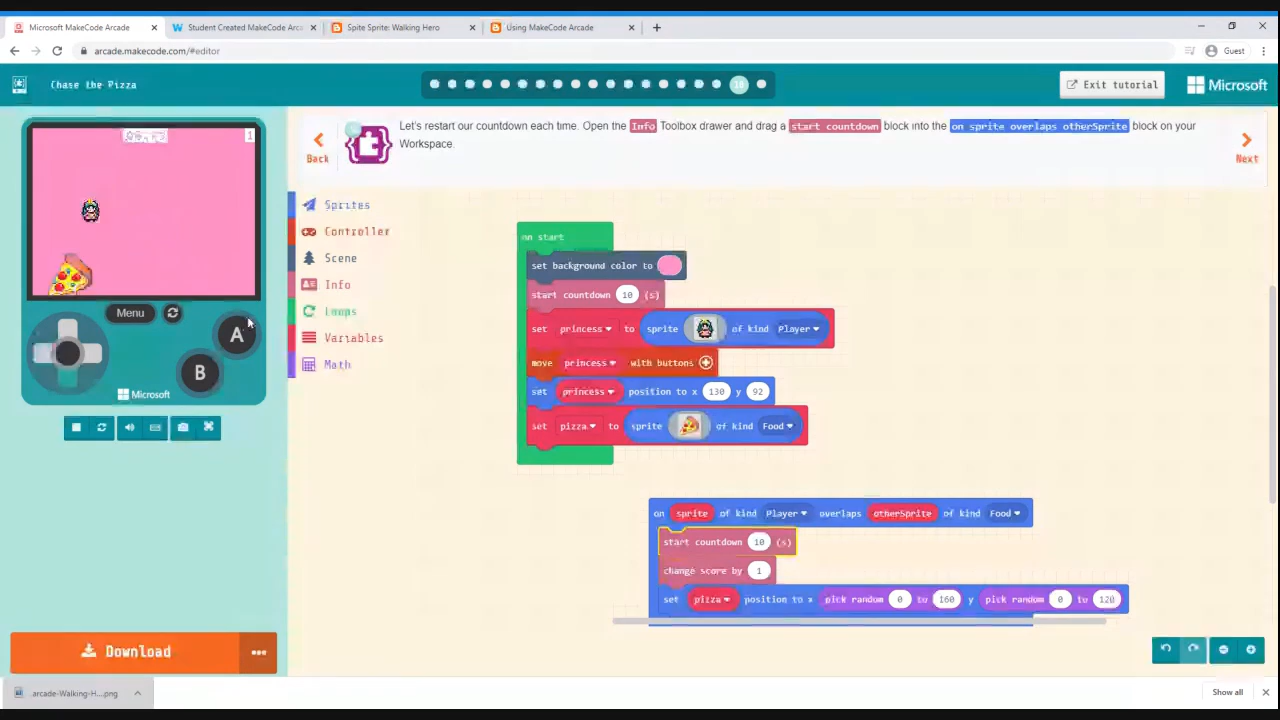 Microsoft MakeCode Arcade
Student Created MakeCode Arca
Spite Sprite: Walking Hero
Using MakeCode Arcade
arcade.makecode.com/#editor
Guest
Chase the Pizza
18
Exit tutorial
Microsoft
Let's restart our countdown each time. Open the Info Toolbox drawer and drag a start countdown block into the on sprite overlaps otherSprite block on your
Workspace.
Back
Next
1
Menu
A
B
Microsoft
Sprites
Controller
Scene
Info
Loops
Variables
Math
on start
set background color to
start countdown 10 (s)
set princess to sprite of kind Player
move princess with buttons
set princess position to x 130 y 92
set pizza to sprite of kind Food
on sprite of kind Player overlaps otherSprite of kind Food
start countdown 10 (s)
change score by 1
set pizza position to x pick random 0 to 160 y pick random 0 to 120
Download
arcade-Walking-H....png
Show all